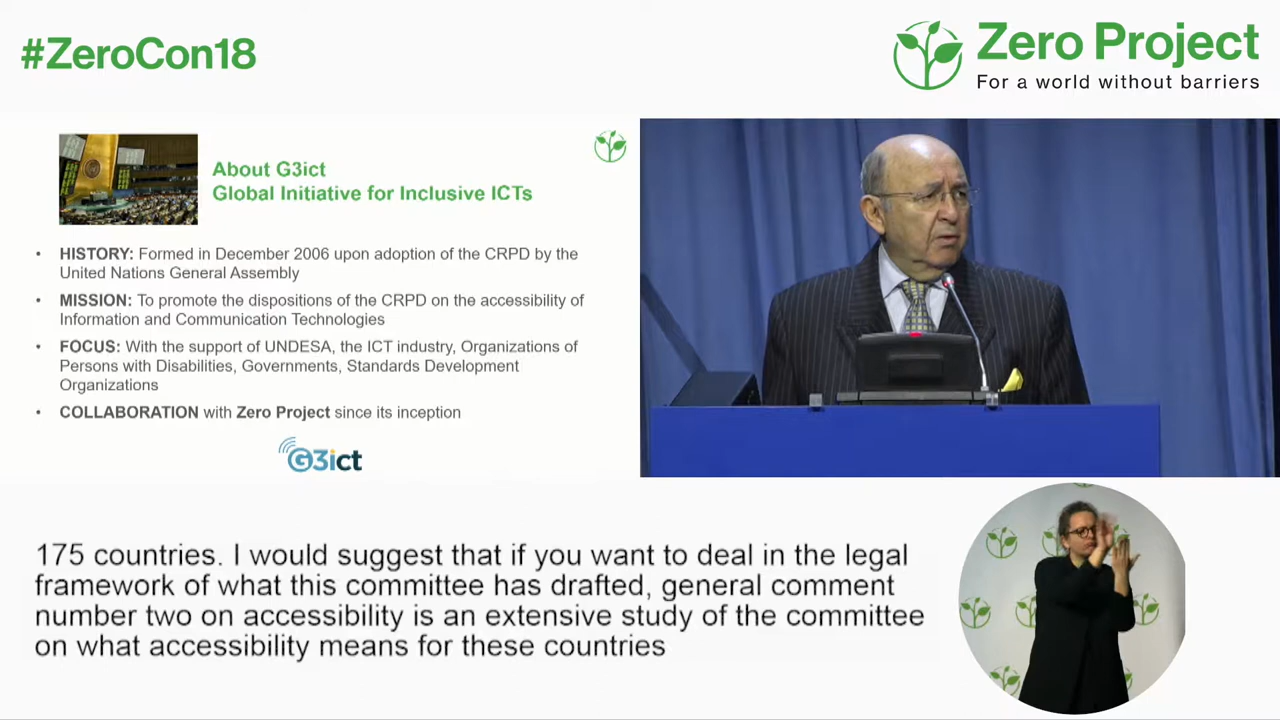 #ZeroCon18
Zero Project
For a world without barriers
About G3ict
Global Initiative for Inclusive ICTs
• HISTORY: Formed in December 2006 upon adoption of the CRPD by the
United Nations General Assembly
• MISSION: To promote the dispositions of the CRPD on the accessibility of
Information and Communication Technologies
• FOCUS: With the support of UNDESA, the ICT industry, Organizations of
Persons with Disabilities, Governments, Standards Development
Organizations
• COLLABORATION with Zero Project since its inception
G3ict
175 countries. I would suggest that if you want to deal in the legal
framework of what this committee has drafted, general comment
number two on accessibility is an extensive study of the committee
on what accessibility means for these countries